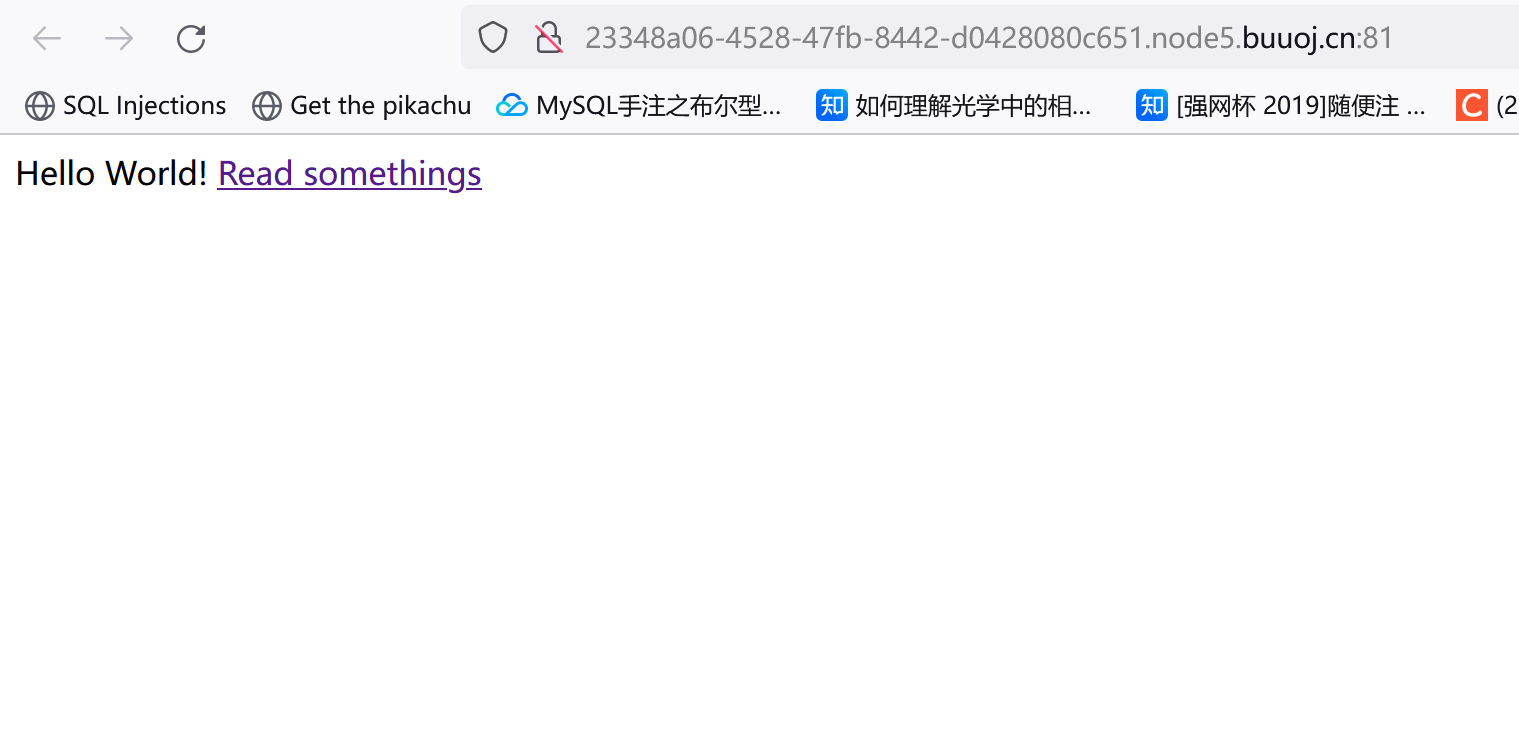 23348a06-4528-47fb-8442-d0428080c651.node5.buuoj.cn:81
SQL Injections Get the pikachu MySQL手注之布尔型... 知 如何理解光学中的相... 知 [强网杯 2019]随便注 ... C (2
Hello World! Read somethings